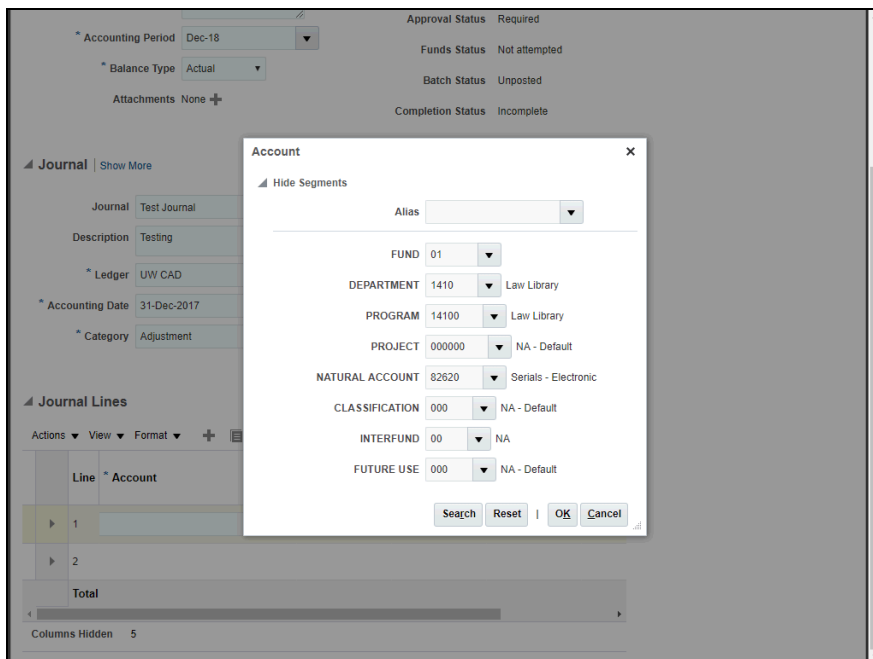 Approval Status Required
* Accounting Period Dec-18
Funds Status Not attempted
* Balance Type Actual
Batch Status Unposted
Attachments None
Completion Status Incomplete
Journal | Show More
Journal Test Journal
Description Testing
* Ledger UW CAD
* Accounting Date 31-Dec-2017
* Category Adjustment
Journal Lines
Actions View Format
Line * Account
1
2
Total
Columns Hidden 5
Account
Hide Segments
Alias
FUND 01
DEPARTMENT 1410 Law Library
PROGRAM 14100 Law Library
PROJECT 000000 NA - Default
NATURAL ACCOUNT 82620 Serials - Electronic
CLASSIFICATION 000 NA - Default
INTERFUND 00 NA
FUTURE USE 000 NA - Default
Search Reset | OK Cancel